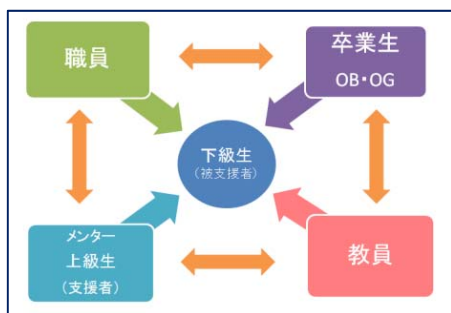 職員
卒業生
OB・OG
下級生
（被支援者）
メンター
上級生
（支援者）
教員